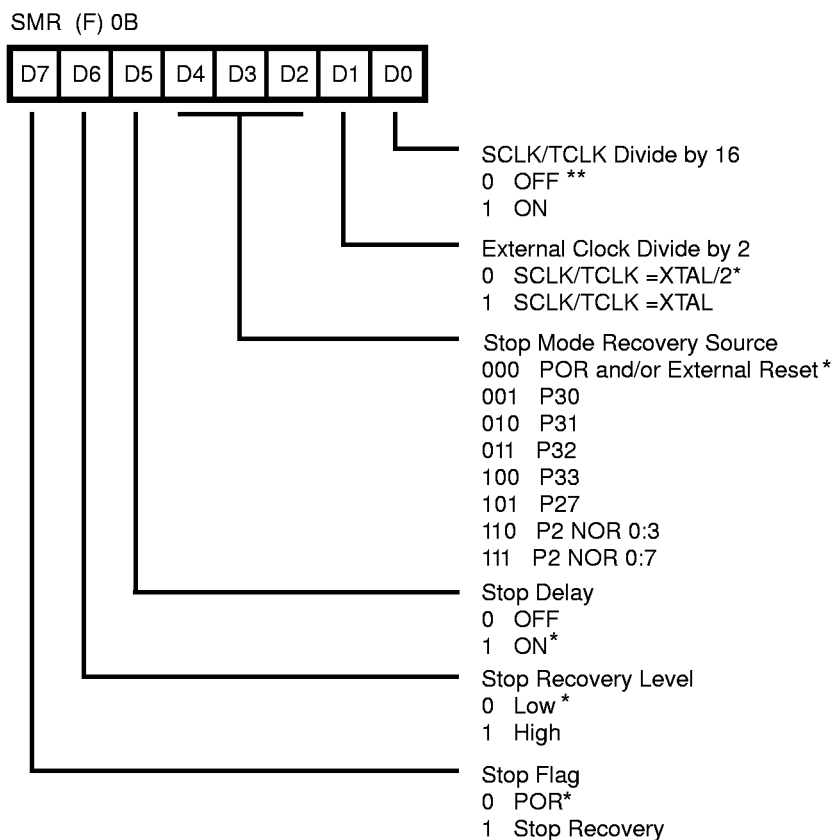 SMR (F) 0B
D7 D6 D5 D4 D3 D2 D1 D0
SCLK/TCLK Divide by 16
0 OFF **
1 ON
External Clock Divide by 2
0 SCLK/TCLK =XTAL/2*
1 SCLK/TCLK =XTAL
Stop Mode Recovery Source
000 POR and/or External Reset*
001 P30
010 P31
011 P32
100 P33
101 P27
110 P2 NOR 0:3
111 P2 NOR 0:7
Stop Delay
0 OFF
1 ON*
Stop Recovery Level
0 Low *
1 High
Stop Flag
0 POR*
1 Stop Recovery